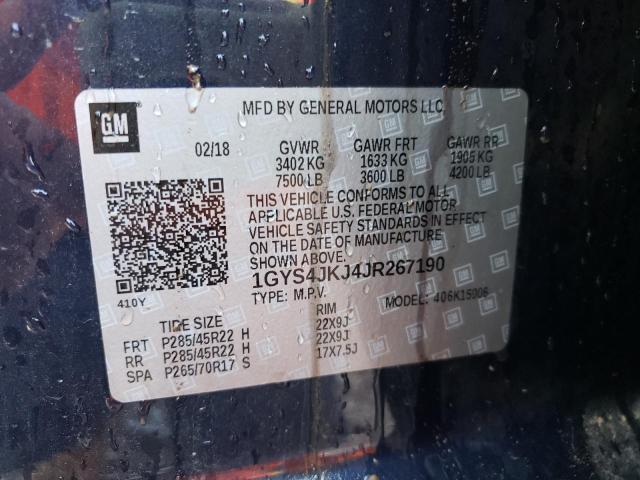 GM
MFD BY GENERAL MOTORS LLC
02/18 GVWR GAWR FRT GAWR RR
3402 KG 1633 KG 1905 KG
7500 LB 3600 LB 4200 LB
THIS VEHICLE CONFORMS TO ALL
APPLICABLE U.S. FEDERAL MOTOR
VEHICLE SAFETY STANDARDS IN EFFECT
ON THE DATE OF MANUFACTURE
SHOWN ABOVE.
1GYS4JKJ4JR267190
410Y TYPE: M.P.V. MODEL: 406K15906
TIRE SIZE RIM
FRT P285/45R22 H 22X9J
RR P285/45R22 H 22X9J
SPA P265/70R17 S 17X7.5J